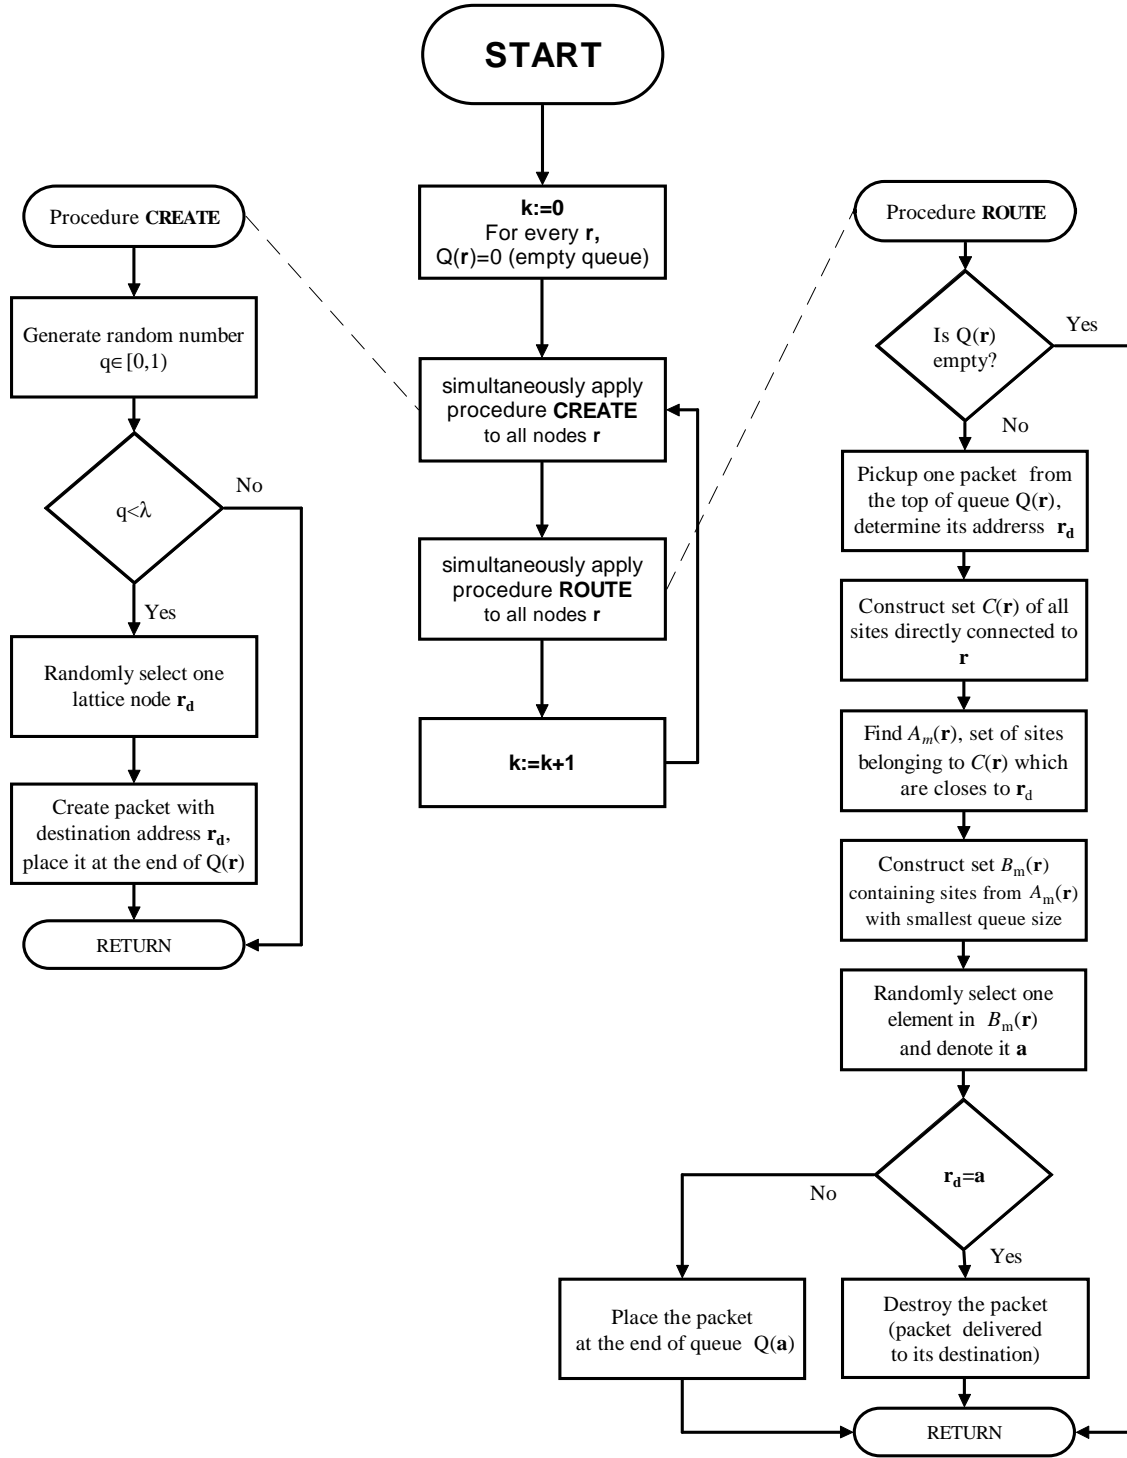 START
k:=0
For every r,
Q(r)=0 (empty queue)
simultaneously apply
procedure CREATE
to all nodes r
simultaneously apply
procedure ROUTE
to all nodes r
k:=k+1
Procedure CREATE
Generate random number
q∈[0,1)
q<λ
No
Yes
Randomly select one
lattice node r_d
Create packet with
destination address r_d,
place it at the end of Q(r)
RETURN
Procedure ROUTE
Is Q(r)
empty?
Yes
No
Pickup one packet from
the top of queue Q(r),
determine its addrerss r_d
Construct set C(r) of all
sites directly connected to
r
Find A_m(r), set of sites
belonging to C(r) which
are closes to r_d
Construct set B_m(r)
containing sites from A_m(r)
with smallest queue size
Randomly select one
element in B_m(r)
and denote it a
r_d=a
No
Yes
Place the packet
at the end of queue Q(a)
Destroy the packet
(packet delivered
to its destination)
RETURN